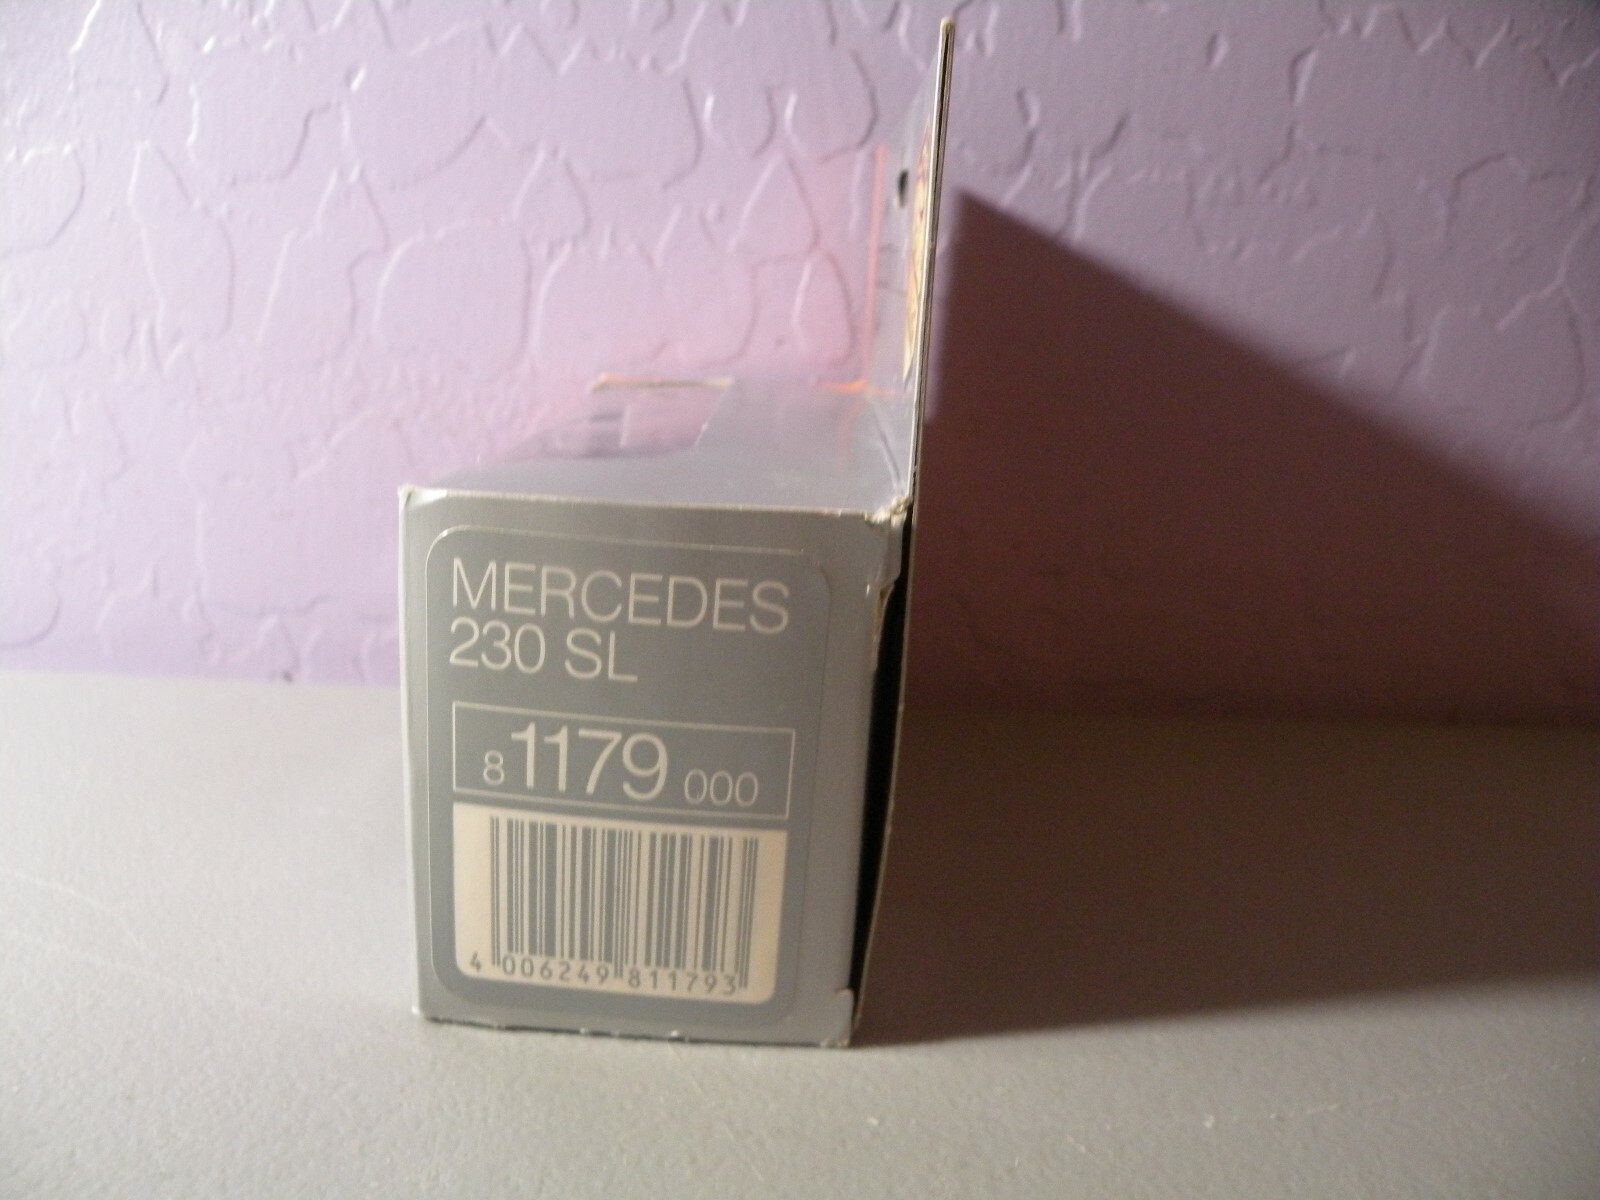 MERCEDES
230 SL
8 1179 000
4 006249 811793